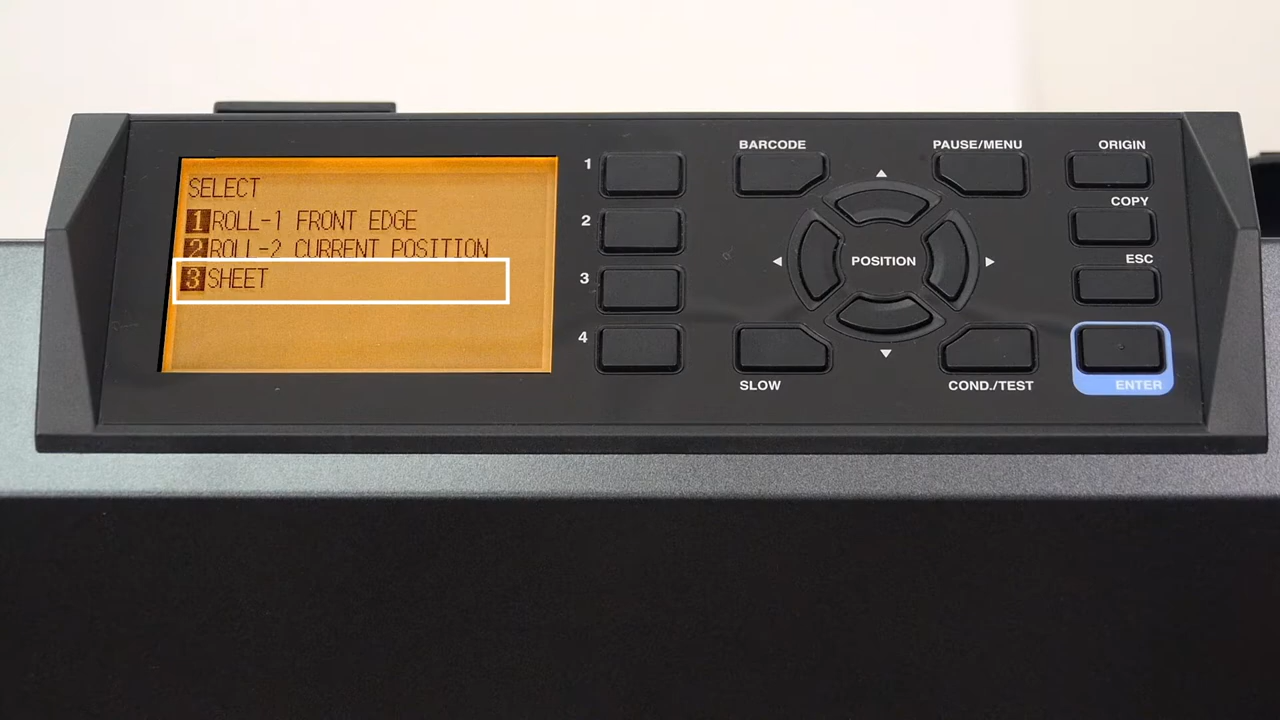 SELECT
1 ROLL-1 FRONT EDGE
2 ROLL-2 CURRENT POSITION
3 SHEET
1
2
3
4
BARCODE
PAUSE/MENU
POSITION
SLOW
COND./TEST
ORIGIN
COPY
ESC
ENTER